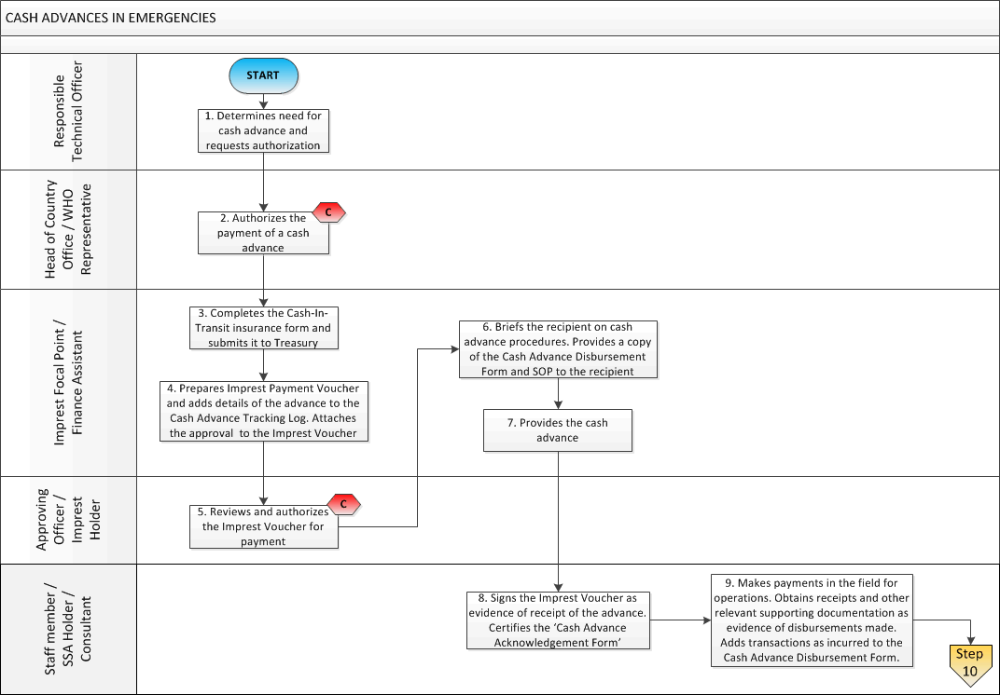 CASH ADVANCES IN EMERGENCIES
Responsible
Technical Officer
START
1. Determines need for
cash advance and
requests authorization
Head of Country
Office / WHO
Representative
C
2. Authorizes the
payment of a cash
advance
Imprest Focal Point /
Finance Assistant
3. Completes the Cash-In-
Transit insurance form and
submits it to Treasury
4. Prepares Imprest Payment Voucher
and adds details of the advance to the
Cash Advance Tracking Log. Attaches
the approval to the Imprest Voucher
6. Briefs the recipient on cash
advance procedures. Provides a copy
of the Cash Advance Disbursement
Form and SOP to the recipient
7. Provides the cash
advance
Approving
Officer /
Imprest
Holder
C
5. Reviews and authorizes
the Imprest Voucher for
payment
Staff member /
SSA Holder /
Consultant
8. Signs the Imprest Voucher as
evidence of receipt of the advance.
Certifies the ‘Cash Advance
Acknowledgement Form’
9. Makes payments in the field for
operations. Obtains receipts and other
relevant supporting documentation as
evidence of disbursements made.
Adds transactions as incurred to the
Cash Advance Disbursement Form.
Step
10